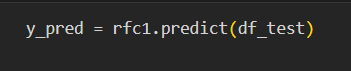 y_pred = rfc1.predict(df_test)